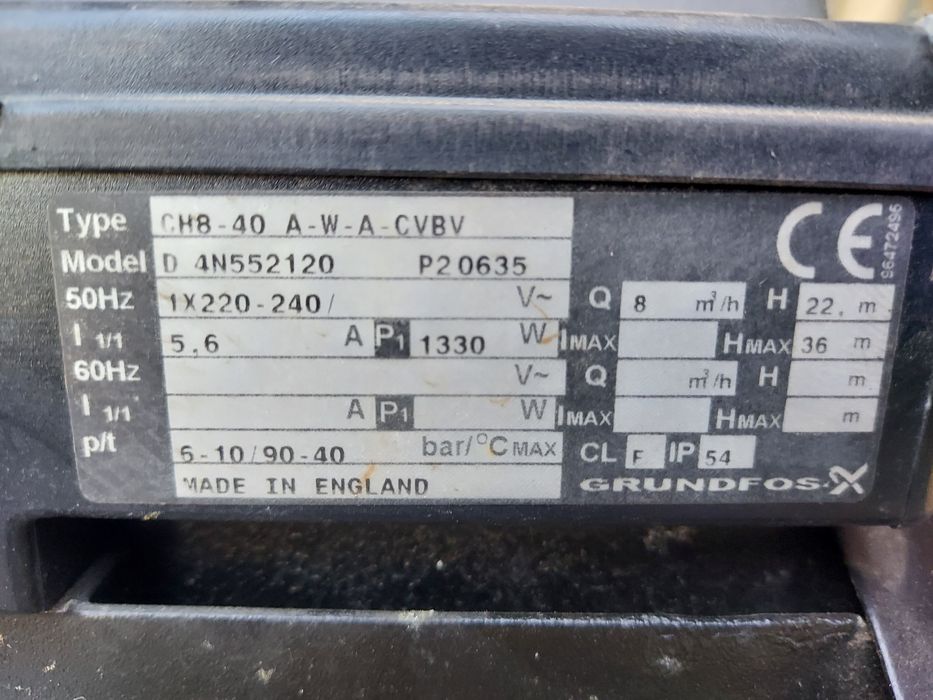 Type CH8-40 A-W-A-CVBV CE
Model D 4N552120 P20635
50Hz 1X220-240/ V~ Q 8 m³/h H 22, m
I 1/1 5,6 A P1 1330 W IMAX HMAX 36 m
60Hz V~ Q m³/h H m
I 1/1 A P1 W IMAX HMAX m
p/t 6-10/90-40 bar/°C MAX CL F IP 54
MADE IN ENGLAND GRUNDFOS
96472496